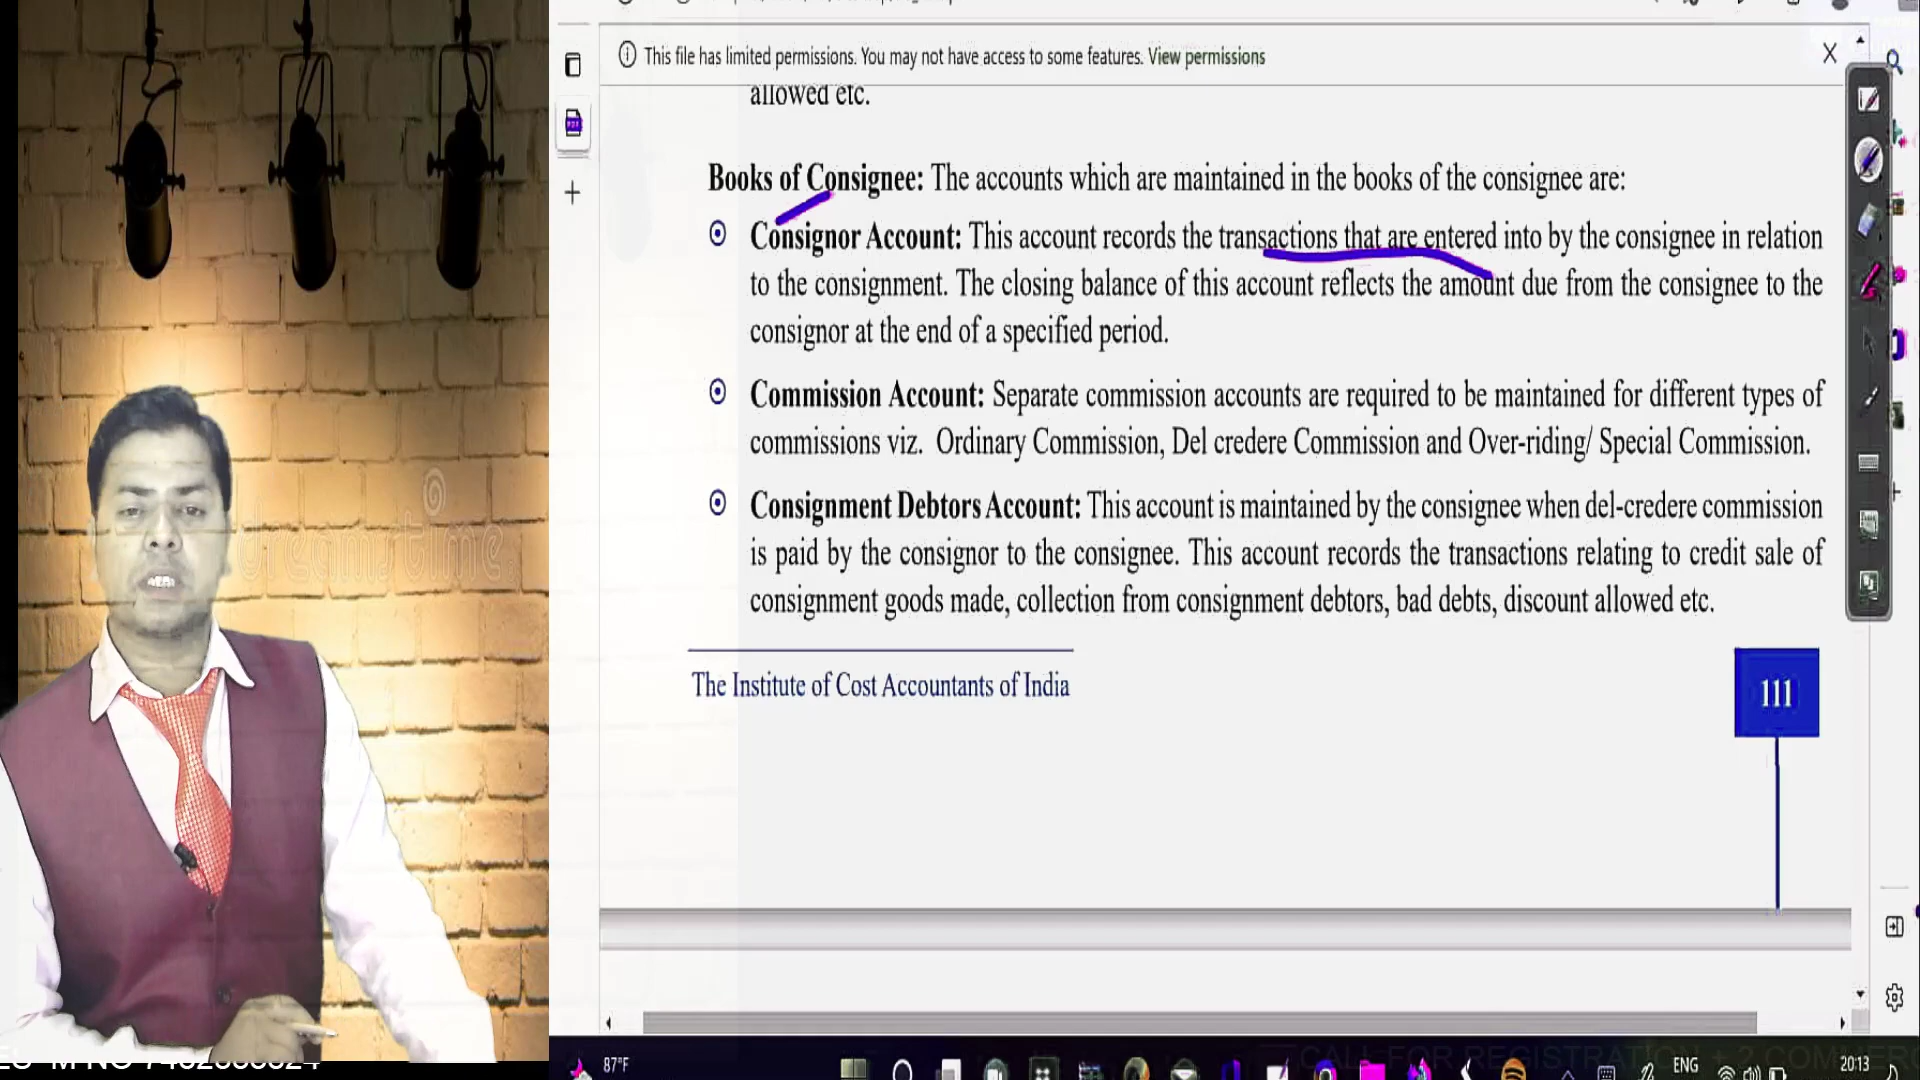 This file has limited permissions. You may not have access to some features. View permissions
X
allowed etc.
Books of Consignee: The accounts which are maintained in the books of the consignee are:
Consignor Account: This account records the transactions that are entered into by the consignee in relation
to the consignment. The closing balance of this account reflects the amount due from the consignee to the
consignor at the end of a specified period.
Commission Account: Separate commission accounts are required to be maintained for different types of
commissions viz. Ordinary Commission, Del credere Commission and Over-riding/ Special Commission.
Consignment Debtors Account: This account is maintained by the consignee when del-credere commission
is paid by the consignor to the consignee. This account records the transactions relating to credit sale of
consignment goods made, collection from consignment debtors, bad debts, discount allowed etc.
The Institute of Cost Accountants of India
111
dreamstime
87°F
CALL FOR REGISTRATION + 2 COMMERC
ENG
20:13